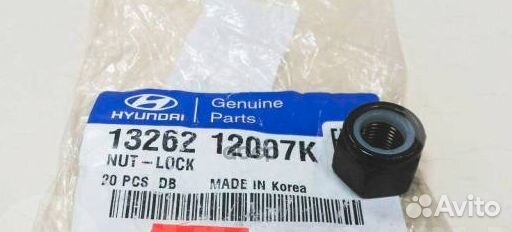 HYUNDAI
Genuine
Parts
13262 12007K
NUT-LOCK
20 PCS DB MADE IN Korea
Avito